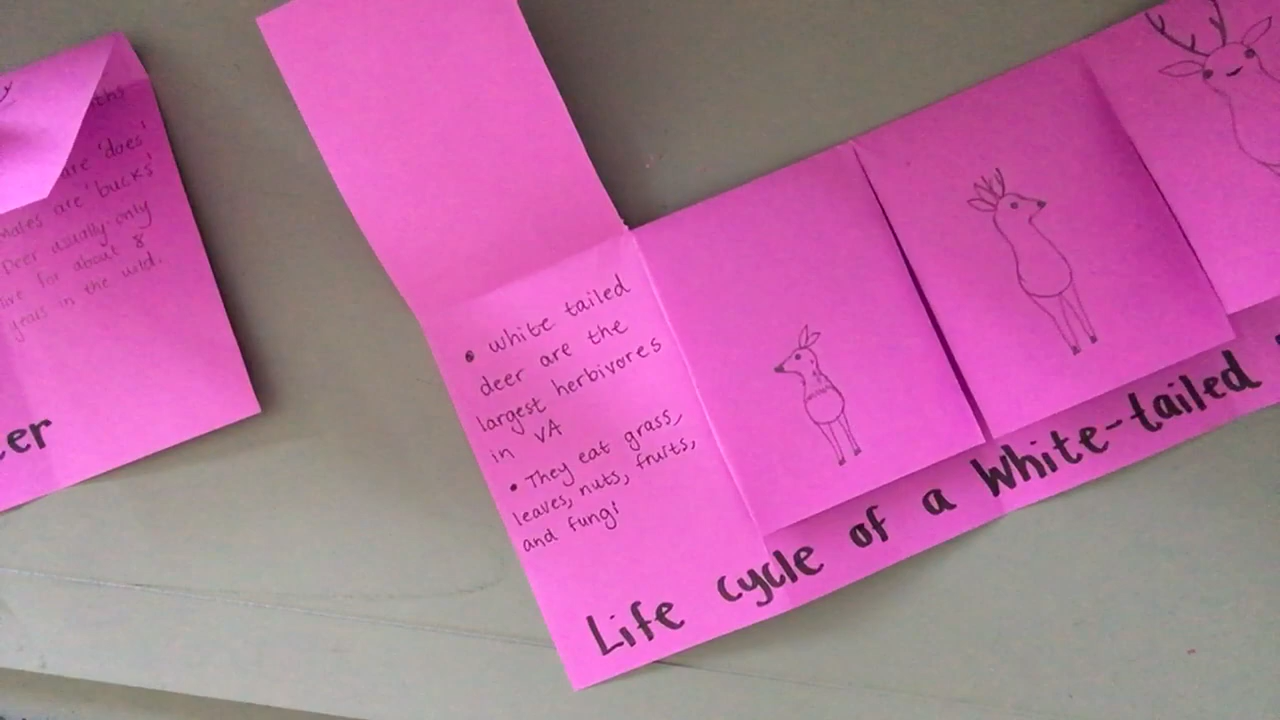 ths
are 'does'
males are 'bucks'
Deer usually only
live for about 8
years in the wild.
er
• white tailed
deer are the
largest herbivores
in VA
• They eat grass,
leaves, nuts, fruits,
and fungi
Life cycle of a White-tailed